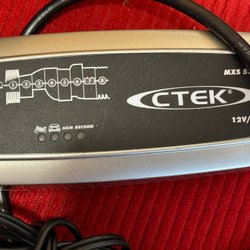 MXS 5.
CTEK
12V/
AGM RECOND